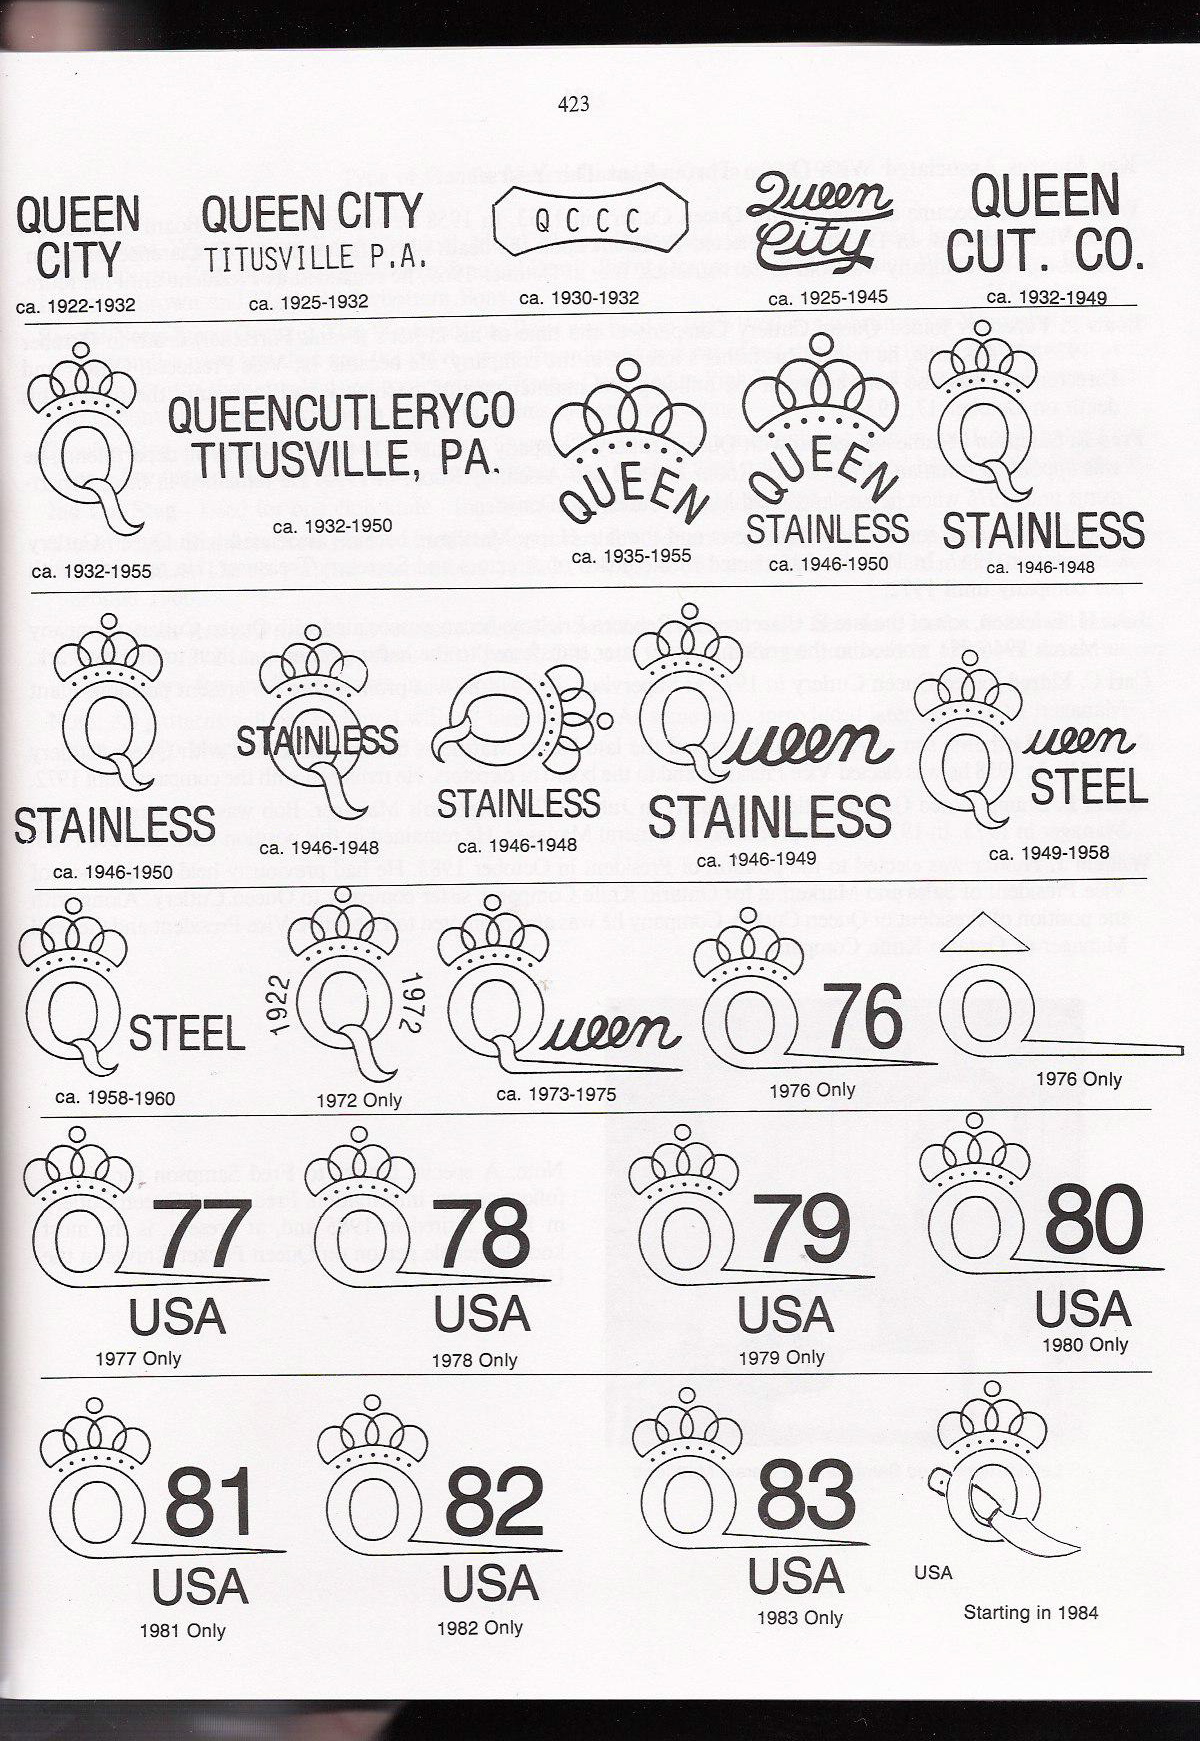 423
QUEEN
CITY
ca. 1922-1932
QUEEN CITY
TITUSVILLE P.A.
ca. 1925-1932
QCCC
ca. 1930-1932
Queen
City
ca. 1925-1945
QUEEN
CUT. CO.
ca. 1932-1949
Q
ca. 1932-1955
QUEENCUTLERYCO
TITUSVILLE, PA.
ca. 1932-1950
QUEEN
ca. 1935-1955
QUEEN
STAINLESS
ca. 1946-1950
Q
STAINLESS
ca. 1946-1948
Q
STAINLESS
ca. 1946-1950
Q
STAINLESS
ca. 1946-1948
Q
STAINLESS
ca. 1946-1948
Queen
STAINLESS
ca. 1946-1949
Queen
STEEL
ca. 1949-1958
Q STEEL
ca. 1958-1960
1922 Q 1972
1972 Only
Queen
ca. 1973-1975
Q 76
1976 Only
Q
1976 Only
Q 77
USA
1977 Only
Q 78
USA
1978 Only
Q 79
USA
1979 Only
Q 80
USA
1980 Only
Q 81
USA
1981 Only
Q 82
USA
1982 Only
Q 83
USA
1983 Only
Q
USA
Starting in 1984